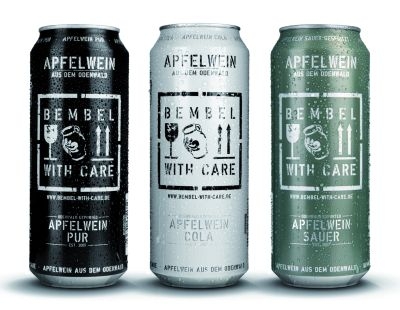 APFELWEIN
AUS DEM ODENWALD
BEMBEL
WITH CARE
WWW.BEMBEL-WITH-CARE.DE
APFELWEIN
PUR
APFELWEIN AUS DEM ODENWALD
APFELWEIN
AUS DEM ODENWALD
BEMBEL
WITH CARE
WWW.BEMBEL-WITH-CARE.DE
APFELWEIN
COLA
APFELWEIN AUS DEM ODENWALD
APFELWEIN
AUS DEM ODENWALD
BEMBEL
WITH CARE
WWW.BEMBEL-WITH-CARE.DE
APFELWEIN
SAUER
APFELWEIN AUS DEM ODENWALD